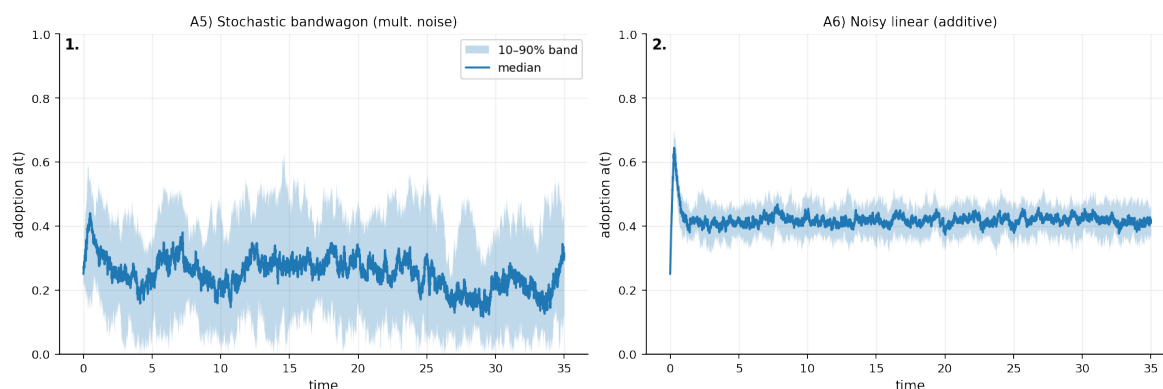 A5) Stochastic bandwagon (mult. noise)
1.
1.0
0.8
0.6
0.4
0.2
0.0
adoption a(t)
10–90% band
median
0 5 10 15 20 25 30 35
time
A6) Noisy linear (additive)
2.
1.0
0.8
0.6
0.4
0.2
0.0
adoption a(t)
0 5 10 15 20 25 30 35
time